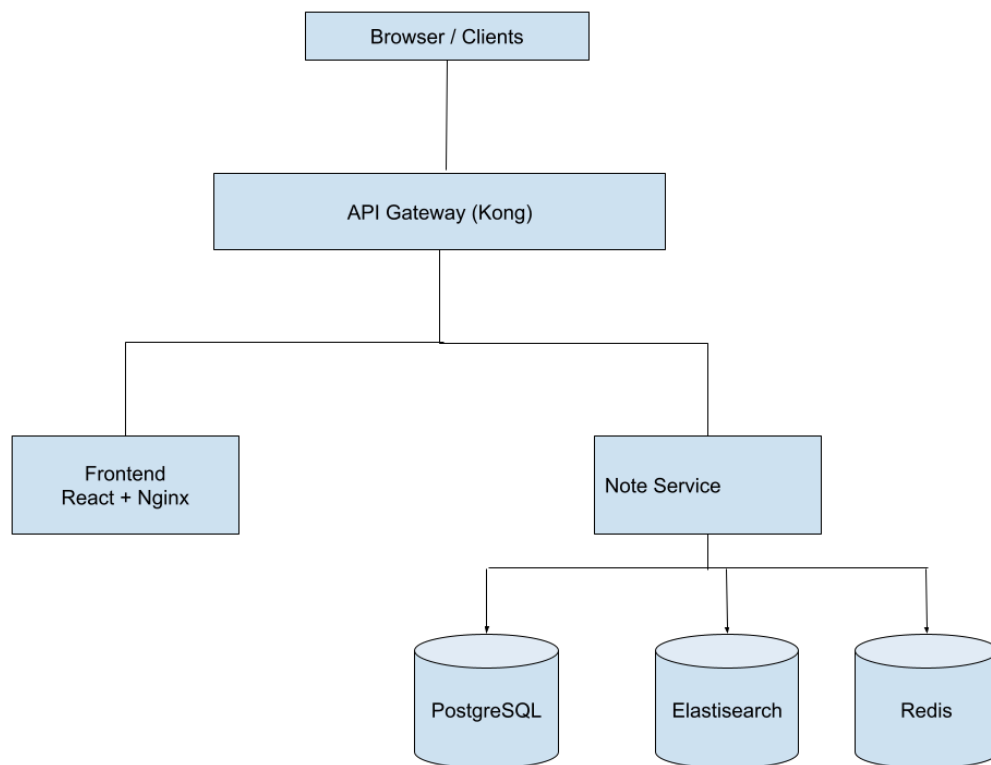 Browser / Clients
API Gateway (Kong)
Frontend
React + Nginx
Note Service
PostgreSQL
Elastisearch
Redis